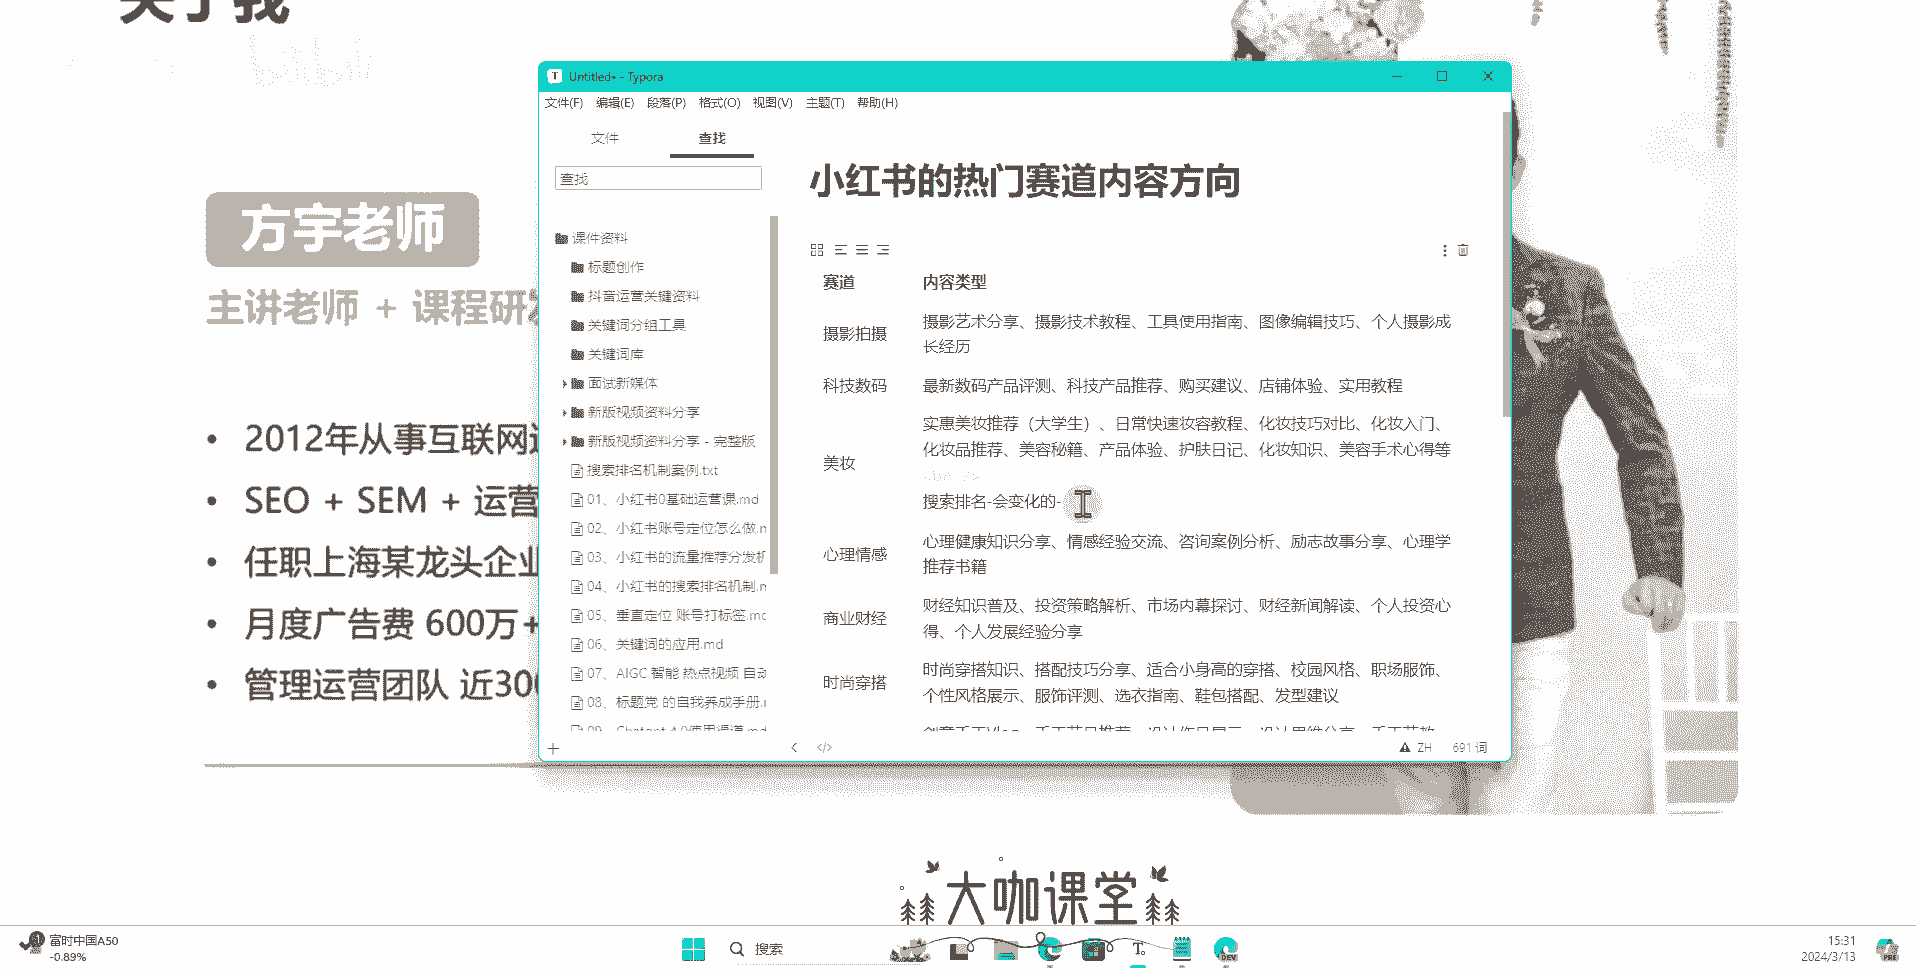 关于我
Untitled• - Typora
文件(F) 编辑(E) 段落(P) 格式(O) 视图(V) 主题(T) 帮助(H)
文件 查找
查找
课件资料
标题创作
抖音运营关键资料
关键词分组工具
关键词库
面试新媒体
新版视频资料分享
新版视频资料分享 - 完整版
搜索排名机制案例.txt
01、小红书0基础运营课.md
02、小红书账号定位怎么做.m
03、小红书的流量推荐分发机
04、小红书的搜索排名机制.m
05、垂直定位 账号打标签.md
06、关键词的应用.md
07、AIGC 智能 热点视频 自动
08、标题党 的自我养成手册.m
09、Chatgpt 4.0使用渠道.md
小红书的热门赛道内容方向
赛道 内容类型
摄影拍摄 摄影艺术分享、摄影技术教程、工具使用指南、图像编辑技巧、个人摄影成
长经历
科技数码 最新数码产品评测、科技产品推荐、购买建议、店铺体验、实用教程
美妆 实惠美妆推荐（大学生）、日常快速妆容教程、化妆技巧对比、化妆入门、
化妆品推荐、美容秘籍、产品体验、护肤日记、化妆知识、美容手术心得等
搜索排名-会变化的-
心理情感 心理健康知识分享、情感经验交流、咨询案例分析、励志故事分享、心理学
推荐书籍
商业财经 财经知识普及、投资策略解析、市场内幕探讨、财经新闻解读、个人投资心
得、个人发展经验分享
时尚穿搭 时尚穿搭知识、搭配技巧分享、适合小身高的穿搭、校园风格、职场服饰、
个性风格展示、服饰评测、选衣指南、鞋包搭配、发型建议
ZH 691 词
方宇老师
主讲老师 + 课程研
2012年从事互联网
SEO + SEM + 运营
任职上海某龙头企业
月度广告费 600万+
管理运营团队 近300
大咖课堂
富时中国A50
-0.89%
搜索
DEV
15:31
2024/3/13
PRE